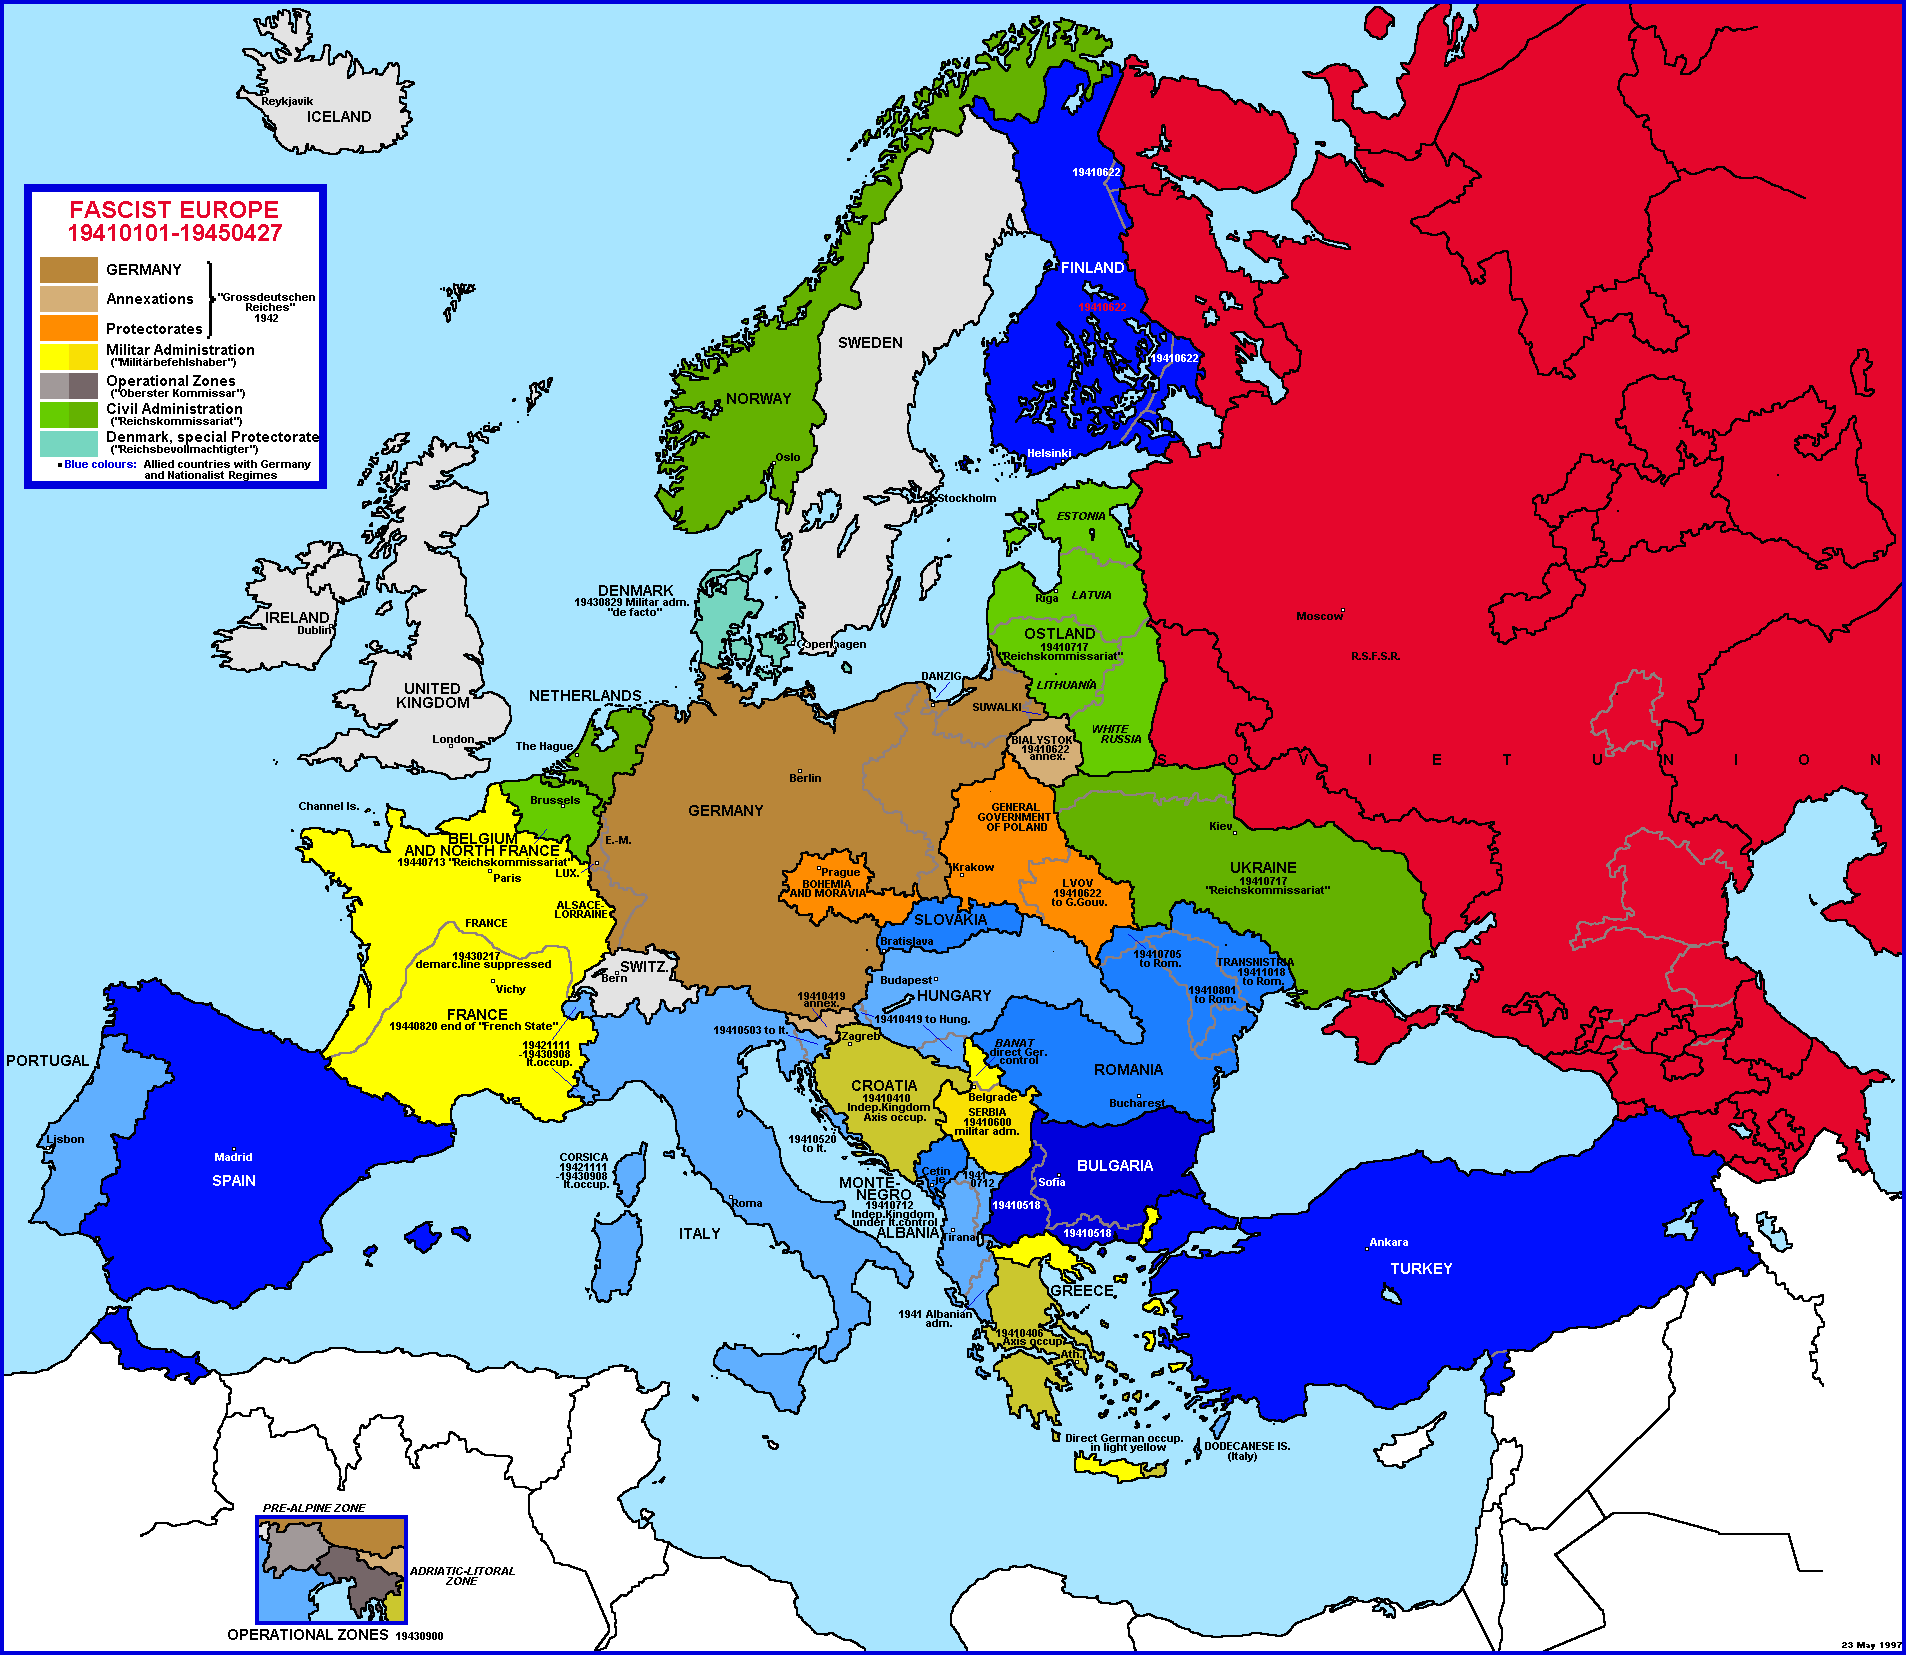 Reykjavik
ICELAND
FASCIST EUROPE
19410101-19450427
GERMANY
Annexations
Protectorates
"Grossdeutschen
Reiches"
1942
Militar Administration
("Militärbefehlshaber")
Operational Zones
("Oberster Kommissar")
Civil Administration
("Reichskommissariat")
Denmark, special Protectorate
("Reichsbevollmachtigter")
Blue colours: Allied countries with Germany
and Nationalist Regimes
19410622
FINLAND
19410622
19410622
Helsinki
SWEDEN
NORWAY
Oslo
Stockholm
ESTONIA
Riga
LATVIA
OSTLAND
19410717
"Reichskommissariat"
LITHUANIA
WHITE
RUSSIA
Moscow
R.S.F.S.R.
SOVIET UNION
DENMARK
19430829 Militar adm.
"de facto"
Copenhagen
IRELAND
Dublin
UNITED
KINGDOM
London
NETHERLANDS
The Hague
DANZIG
SUWALKI
BIALYSTOK
19410622
annex.
Berlin
GERMANY
Channel Is.
Brussels
E.-M.
BELGIUM
AND NORTH FRANCE
19440713 "Reichskommissariat"
LUX.
Paris
ALSACE-
LORRAINE
FRANCE
19430217
demarc.line suppressed
Vichy
FRANCE
19440820 end of "French State"
19421111
-19430908
It.occup.
GENERAL
GOVERNMENT
OF POLAND
Krakow
LVOV
19410622
to G.Gouv.
Prague
BOHEMIA
AND MORAVIA
Kiev
UKRAINE
19410717
"Reichskommissariat"
SLOVAKIA
Bratislava
SWITZ.
Bern
Budapest
HUNGARY
19410419
annex.
19410419 to Hung.
19410503 to It.
19410705
to Rom.
TRANSNISTRIA
19411018
to Rom.
19410801
to Rom.
Zagreb
BANAT
direct Ger.
control
ROMANIA
Bucharest
CROATIA
19410410
Indep.Kingdom
Axis occup.
Belgrade
SERBIA
19410600
militar adm.
19410520
to It.
PORTUGAL
Lisbon
Madrid
SPAIN
CORSICA
19421111
-19430908
It.occup.
Roma
ITALY
Cetin
-je
MONTE-
NEGRO
19410712
Indep.Kingdom
under It.control
ALBANIA
1941
0712
Tirana
BULGARIA
Sofia
19410518
19410518
GREECE
1941 Albanian
adm.
19410406
Axis occup.
Ath.
Ankara
TURKEY
Direct German occup.
in light yellow
DODECANESE IS.
(Italy)
PRE-ALPINE ZONE
ADRIATIC-LITORAL
ZONE
OPERATIONAL ZONES 19430900
23 May 1997